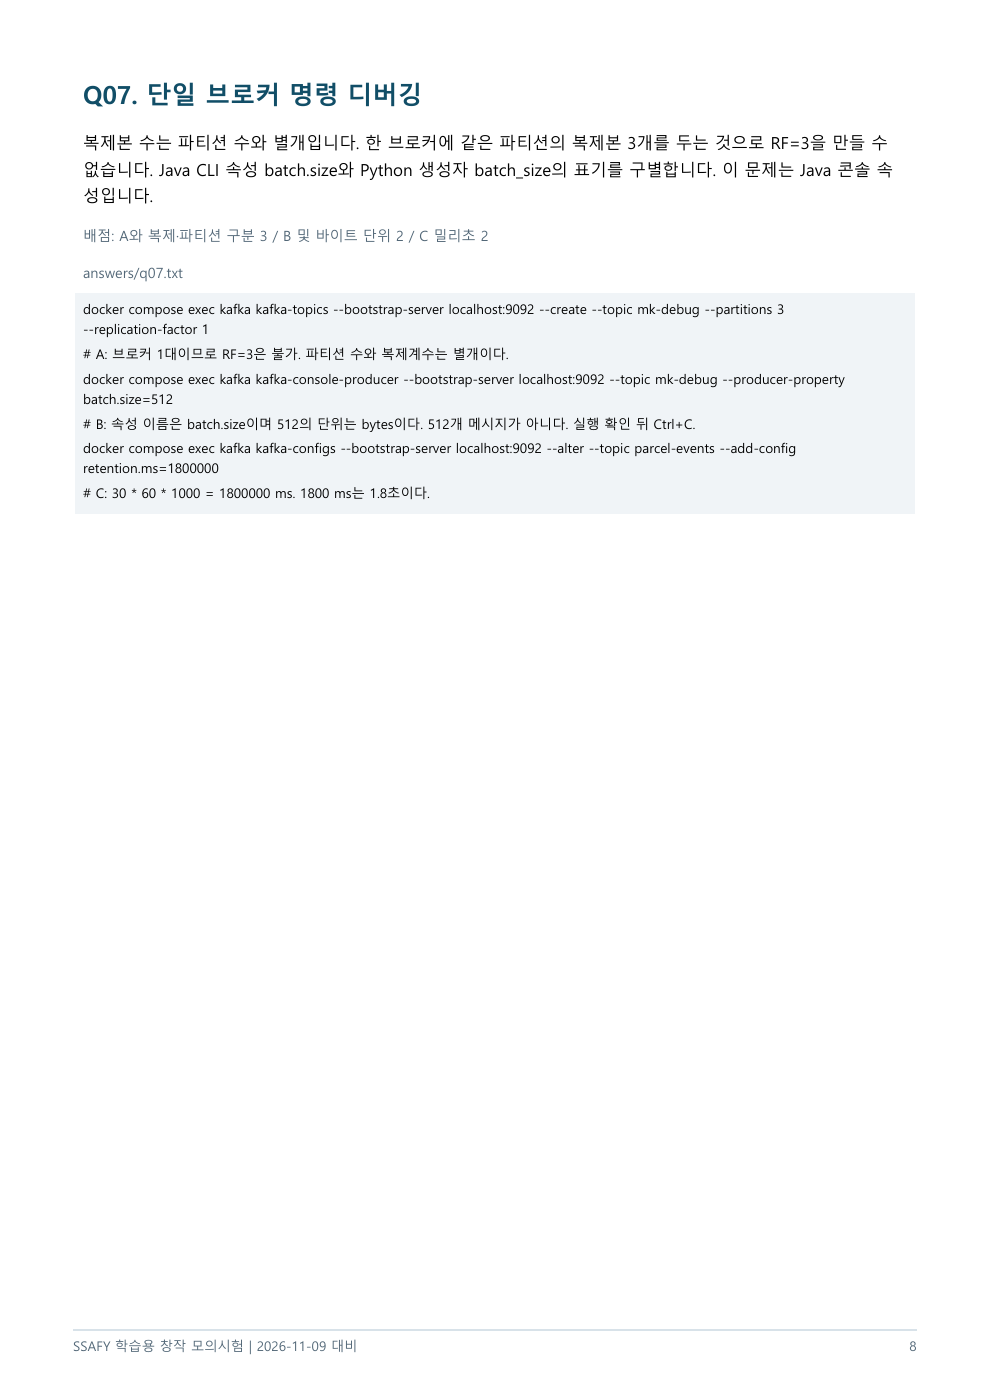 Q07. 단일 브로커 명령 디버깅
복제본 수는 파티션 수와 별개입니다. 한 브로커에 같은 파티션의 복제본 3개를 두는 것으로 RF=3을 만들 수
없습니다. Java CLI 속성 batch.size와 Python 생성자 batch_size의 표기를 구별합니다. 이 문제는 Java 콘솔 속
성입니다.
배점: A와 복제·파티션 구분 3 / B 및 바이트 단위 2 / C 밀리초 2
answers/q07.txt
docker compose exec kafka kafka-topics --bootstrap-server localhost:9092 --create --topic mk-debug --partitions 3
--replication-factor 1
# A: 브로커 1대이므로 RF=3은 불가. 파티션 수와 복제계수는 별개이다.
docker compose exec kafka kafka-console-producer --bootstrap-server localhost:9092 --topic mk-debug --producer-property
batch.size=512
# B: 속성 이름은 batch.size이며 512의 단위는 bytes이다. 512개 메시지가 아니다. 실행 확인 뒤 Ctrl+C.
docker compose exec kafka kafka-configs --bootstrap-server localhost:9092 --alter --topic parcel-events --add-config
retention.ms=1800000
# C: 30 * 60 * 1000 = 1800000 ms. 1800 ms는 1.8초이다.
SSAFY 학습용 창작 모의시험 | 2026-11-09 대비
8